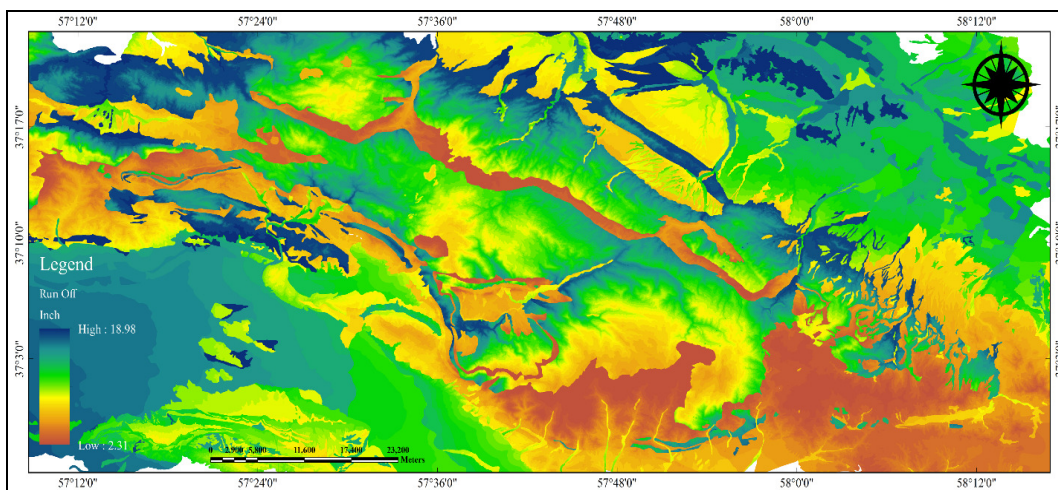 57°12'0" 57°24'0" 57°36'0" 57°48'0" 58°0'0" 58°12'0"
37°17'0"
37°10'0"
37°3'0"
Legend
Run Off
Inch
High : 18.98
Low : 2.31
0 2,900 5,800 11,600 17,400 23,200
Meters
57°12'0" 57°24'0" 57°36'0" 57°48'0" 58°0'0" 58°12'0"